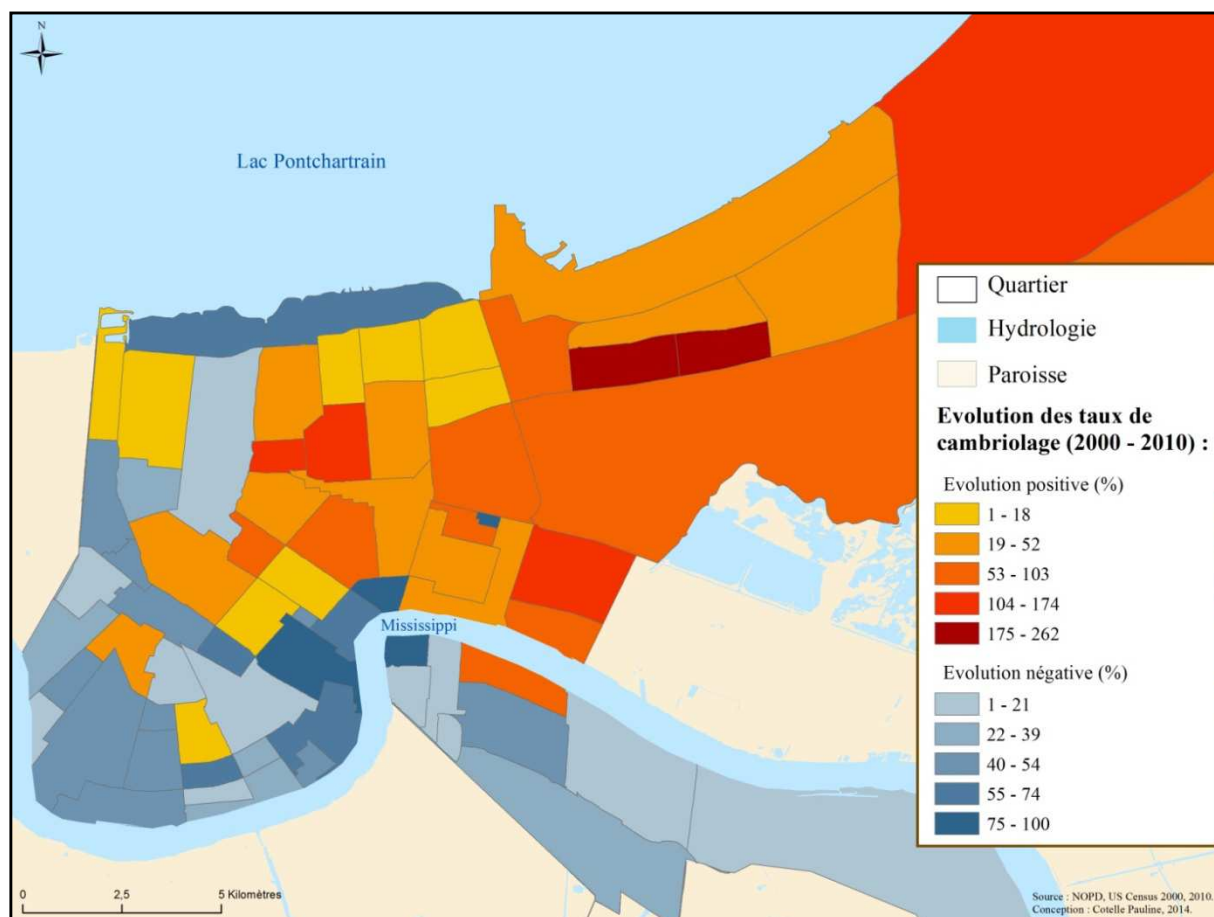 N
Lac Pontchartrain
Mississippi
Quartier
Hydrologie
Paroisse
Evolution des taux de
cambriolage (2000 - 2010) :
Evolution positive (%)
1 - 18
19 - 52
53 - 103
104 - 174
175 - 262
Evolution négative (%)
1 - 21
22 - 39
40 - 54
55 - 74
75 - 100
0 2,5 5 Kilomètres
Source : NOPD, US Census 2000, 2010.
Conception : Cotelle Pauline, 2014.